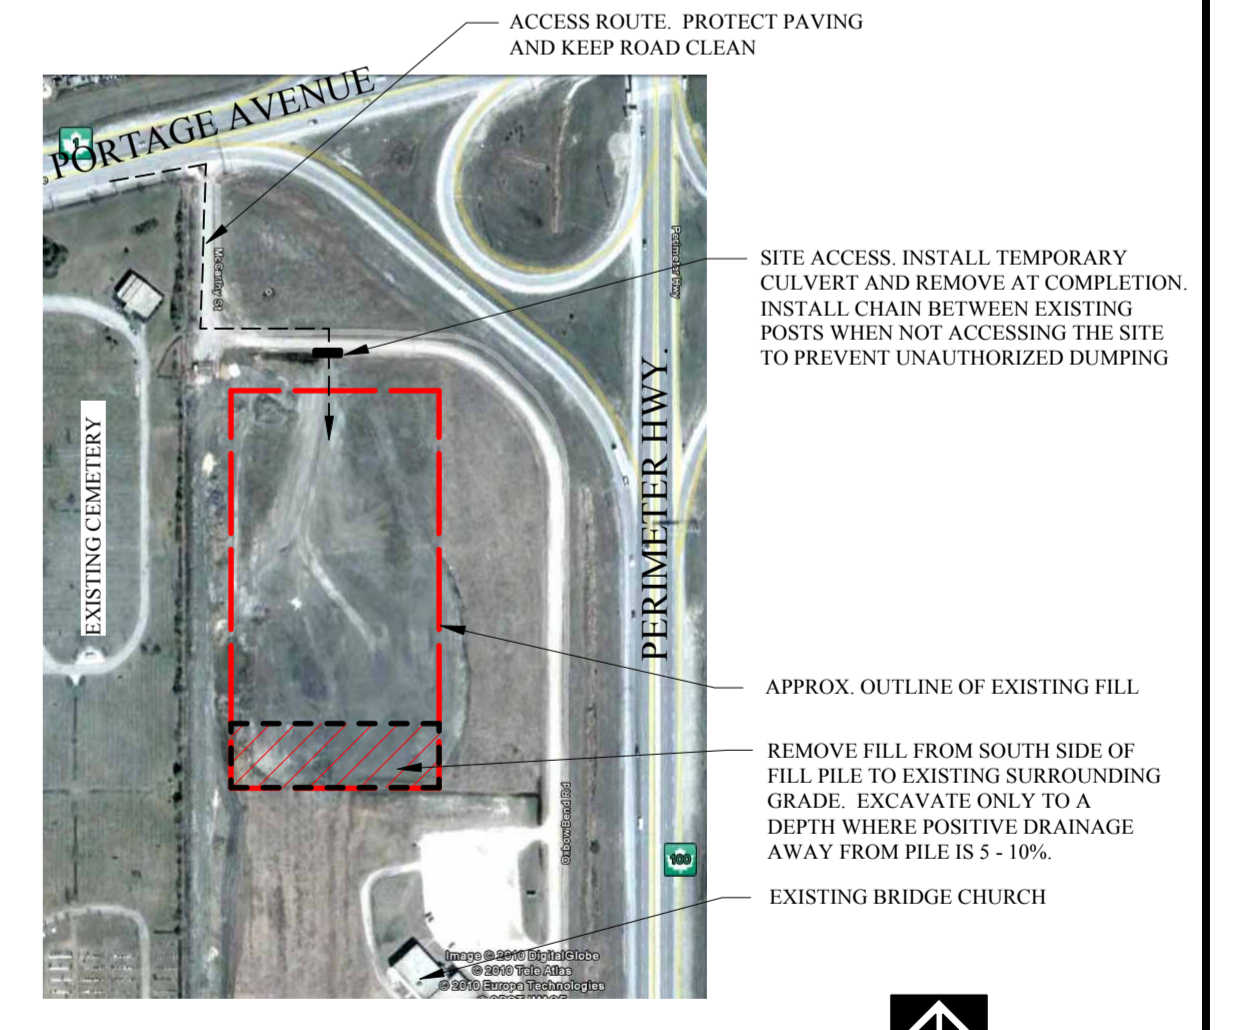 ACCESS ROUTE. PROTECT PAVING
AND KEEP ROAD CLEAN
PORTAGE AVENUE
1
McCarthy St
Perimeter Hwy
SITE ACCESS. INSTALL TEMPORARY
CULVERT AND REMOVE AT COMPLETION.
INSTALL CHAIN BETWEEN EXISTING
POSTS WHEN NOT ACCESSING THE SITE
TO PREVENT UNAUTHORIZED DUMPING
PERIMETER HWY.
EXISTING CEMETERY
APPROX. OUTLINE OF EXISTING FILL
REMOVE FILL FROM SOUTH SIDE OF
FILL PILE TO EXISTING SURROUNDING
GRADE. EXCAVATE ONLY TO A
DEPTH WHERE POSITIVE DRAINAGE
AWAY FROM PILE IS 5 - 10%.
Oxbow Bend Rd
100
EXISTING BRIDGE CHURCH
Image © 2010 DigitalGlobe
© 2010 Tele Atlas
© 2010 Europa Technologies